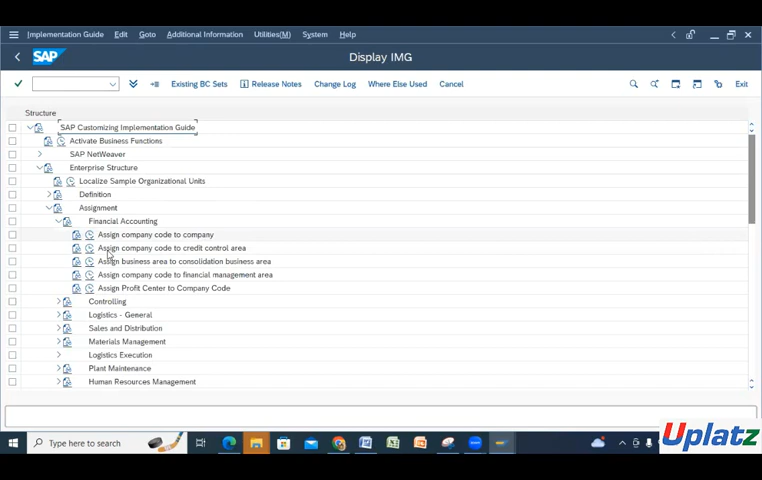 Implementation Guide Edit Goto Additional Information Utilities(M) System Help
SAP Display IMG
Existing BC Sets Release Notes Change Log Where Else Used Cancel Exit
Structure
SAP Customizing Implementation Guide
Activate Business Functions
SAP NetWeaver
Enterprise Structure
Localize Sample Organizational Units
Definition
Assignment
Financial Accounting
Assign company code to company
Assign company code to credit control area
Assign business area to consolidation business area
Assign company code to financial management area
Assign Profit Center to Company Code
Controlling
Logistics - General
Sales and Distribution
Materials Management
Logistics Execution
Plant Maintenance
Human Resources Management
Type here to search
Uplatz